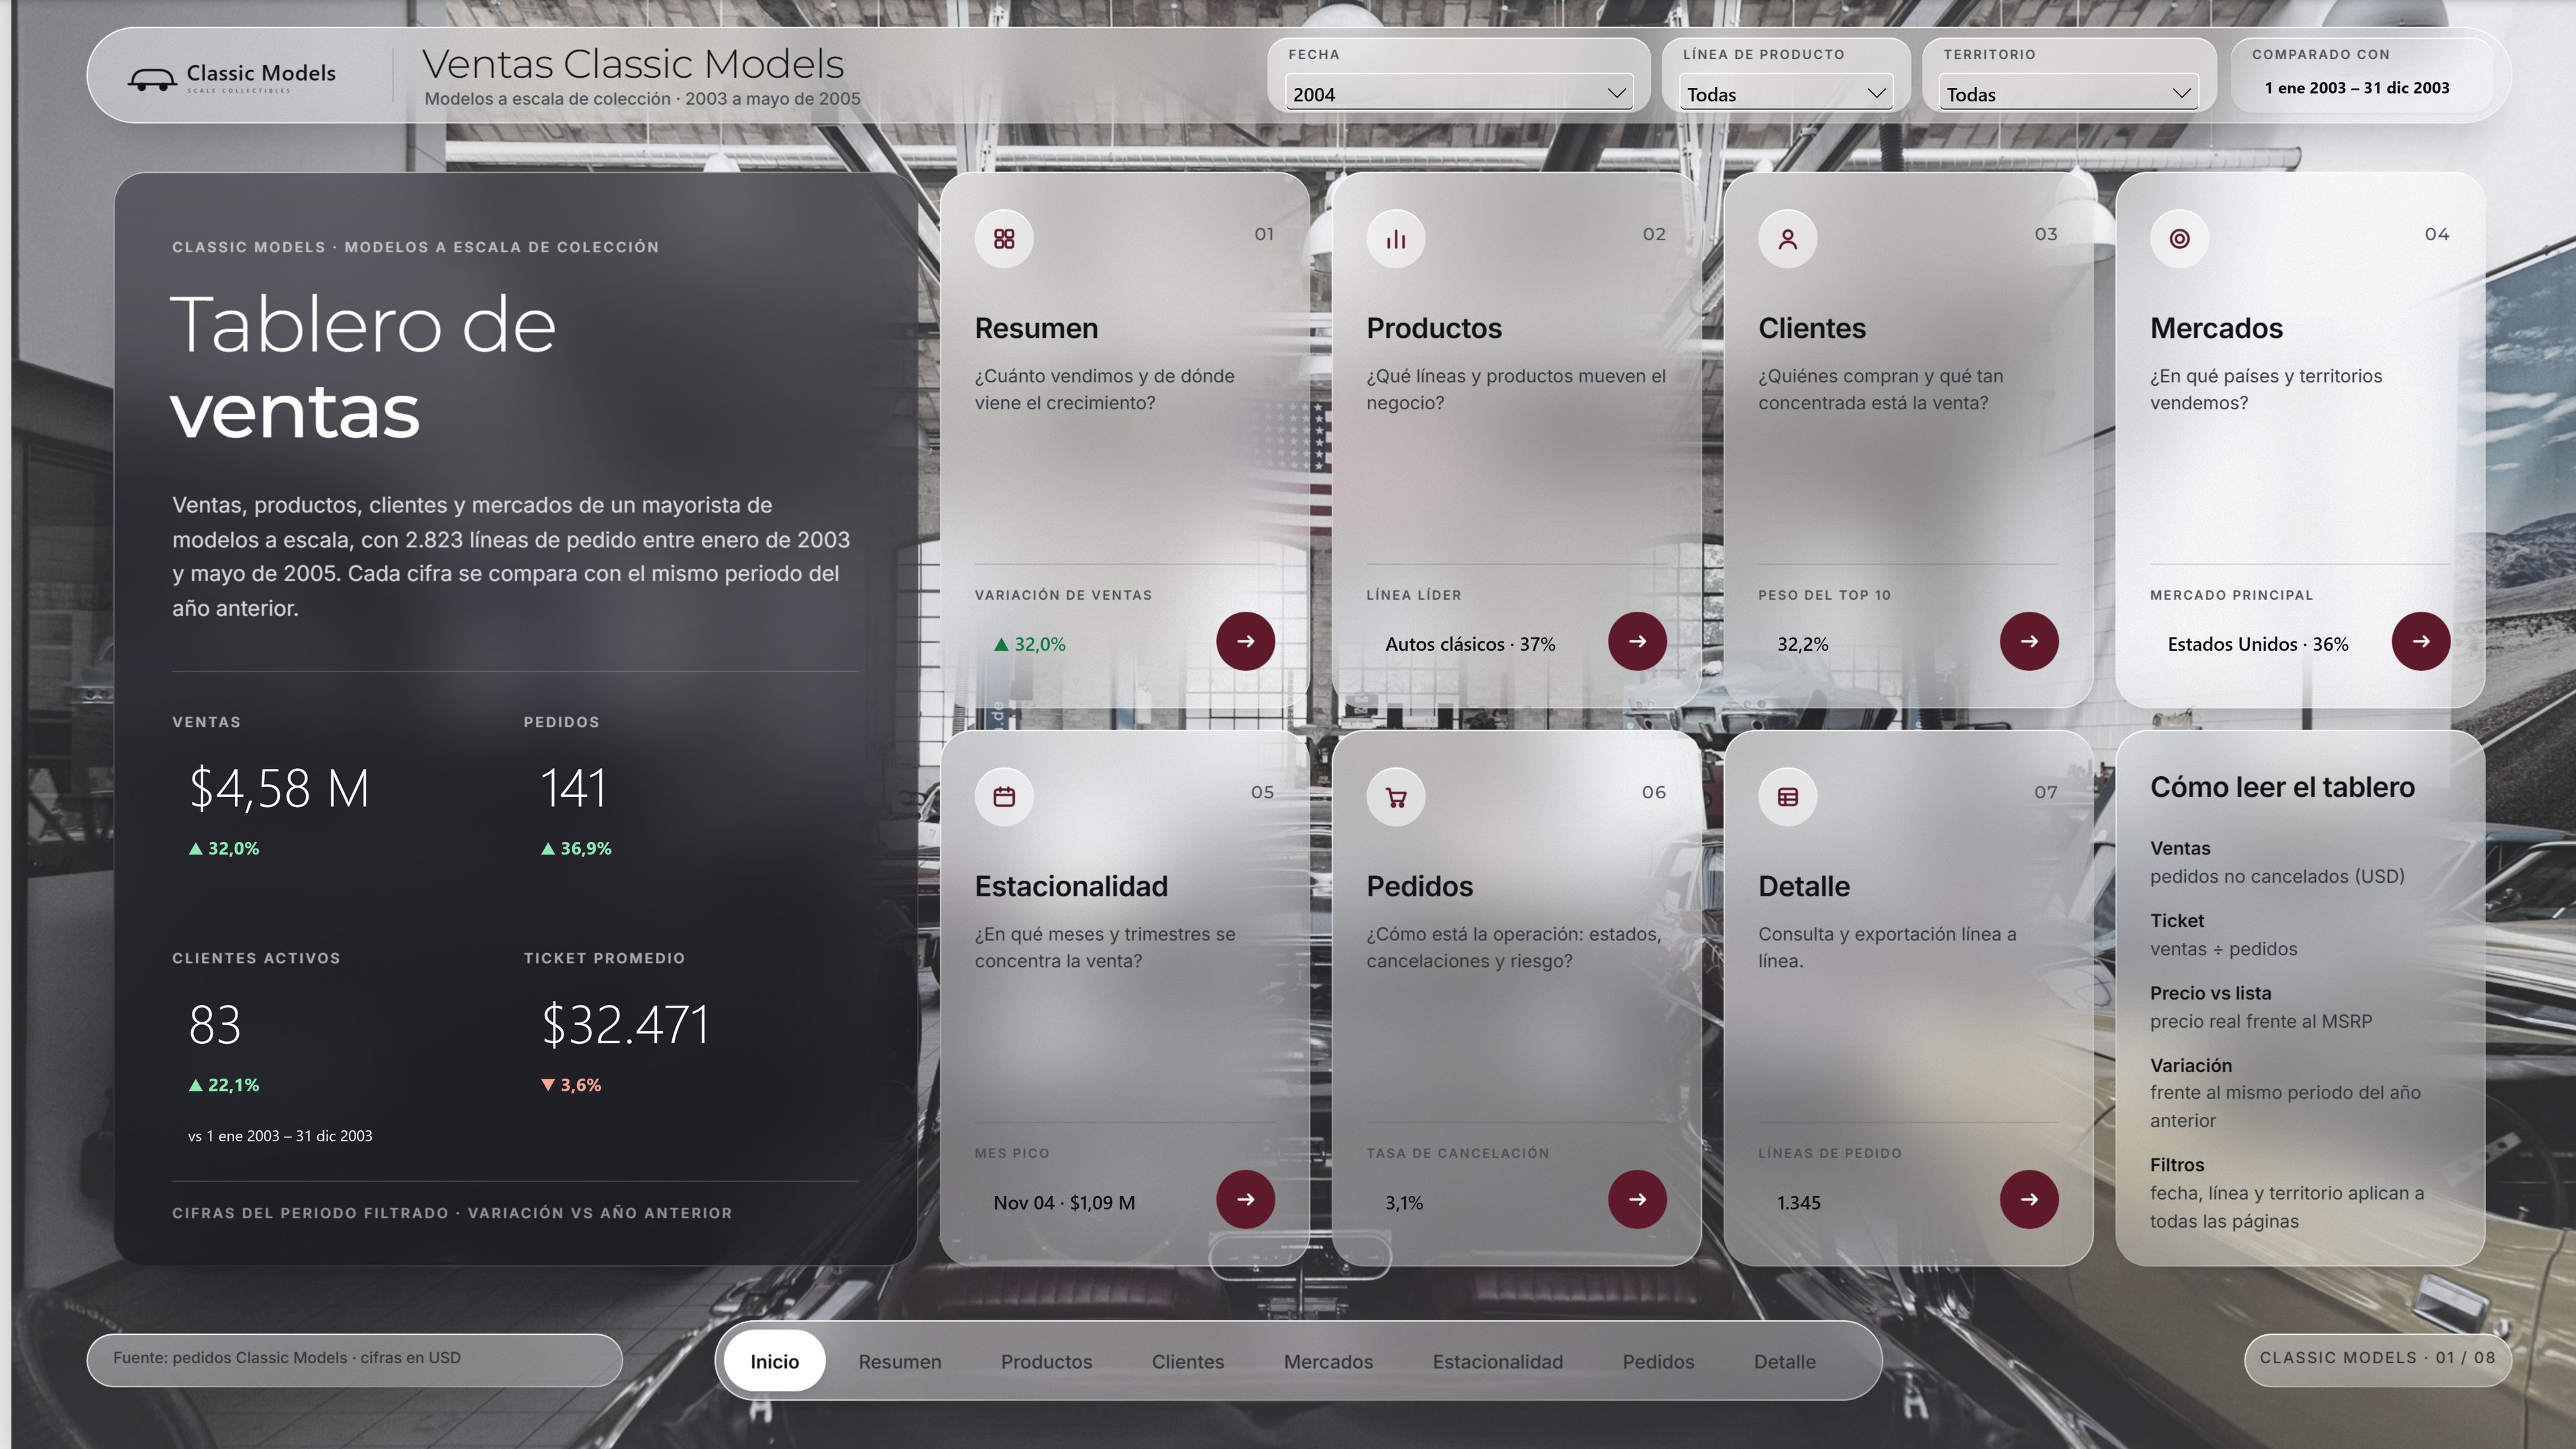 Classic Models
SCALE COLLECTIBLES
Ventas Classic Models
Modelos a escala de colección · 2003 a mayo de 2005
FECHA
2004
LÍNEA DE PRODUCTO
Todas
TERRITORIO
Todas
COMPARADO CON
1 ene 2003 – 31 dic 2003
CLASSIC MODELS · MODELOS A ESCALA DE COLECCIÓN
Tablero de
ventas
Ventas, productos, clientes y mercados de un mayorista de
modelos a escala, con 2.823 líneas de pedido entre enero de 2003
y mayo de 2005. Cada cifra se compara con el mismo periodo del
año anterior.
VENTAS
$4,58 M
▲ 32,0%
PEDIDOS
141
▲ 36,9%
CLIENTES ACTIVOS
83
▲ 22,1%
TICKET PROMEDIO
$32.471
▼ 3,6%
vs 1 ene 2003 – 31 dic 2003
CIFRAS DEL PERIODO FILTRADO · VARIACIÓN VS AÑO ANTERIOR
01
Resumen
¿Cuánto vendimos y de dónde
viene el crecimiento?
VARIACIÓN DE VENTAS
▲ 32,0%
02
Productos
¿Qué líneas y productos mueven el
negocio?
LÍNEA LÍDER
Autos clásicos · 37%
03
Clientes
¿Quiénes compran y qué tan
concentrada está la venta?
PESO DEL TOP 10
32,2%
04
Mercados
¿En qué países y territorios
vendemos?
MERCADO PRINCIPAL
Estados Unidos · 36%
05
Estacionalidad
¿En qué meses y trimestres se
concentra la venta?
MES PICO
Nov 04 · $1,09 M
06
Pedidos
¿Cómo está la operación: estados,
cancelaciones y riesgo?
TASA DE CANCELACIÓN
3,1%
07
Detalle
Consulta y exportación línea a
línea.
LÍNEAS DE PEDIDO
1.345
Cómo leer el tablero
Ventas
pedidos no cancelados (USD)
Ticket
ventas ÷ pedidos
Precio vs lista
precio real frente al MSRP
Variación
frente al mismo periodo del año
anterior
Filtros
fecha, línea y territorio aplican a
todas las páginas
Fuente: pedidos Classic Models · cifras en USD
Inicio
Resumen
Productos
Clientes
Mercados
Estacionalidad
Pedidos
Detalle
CLASSIC MODELS · 01 / 08